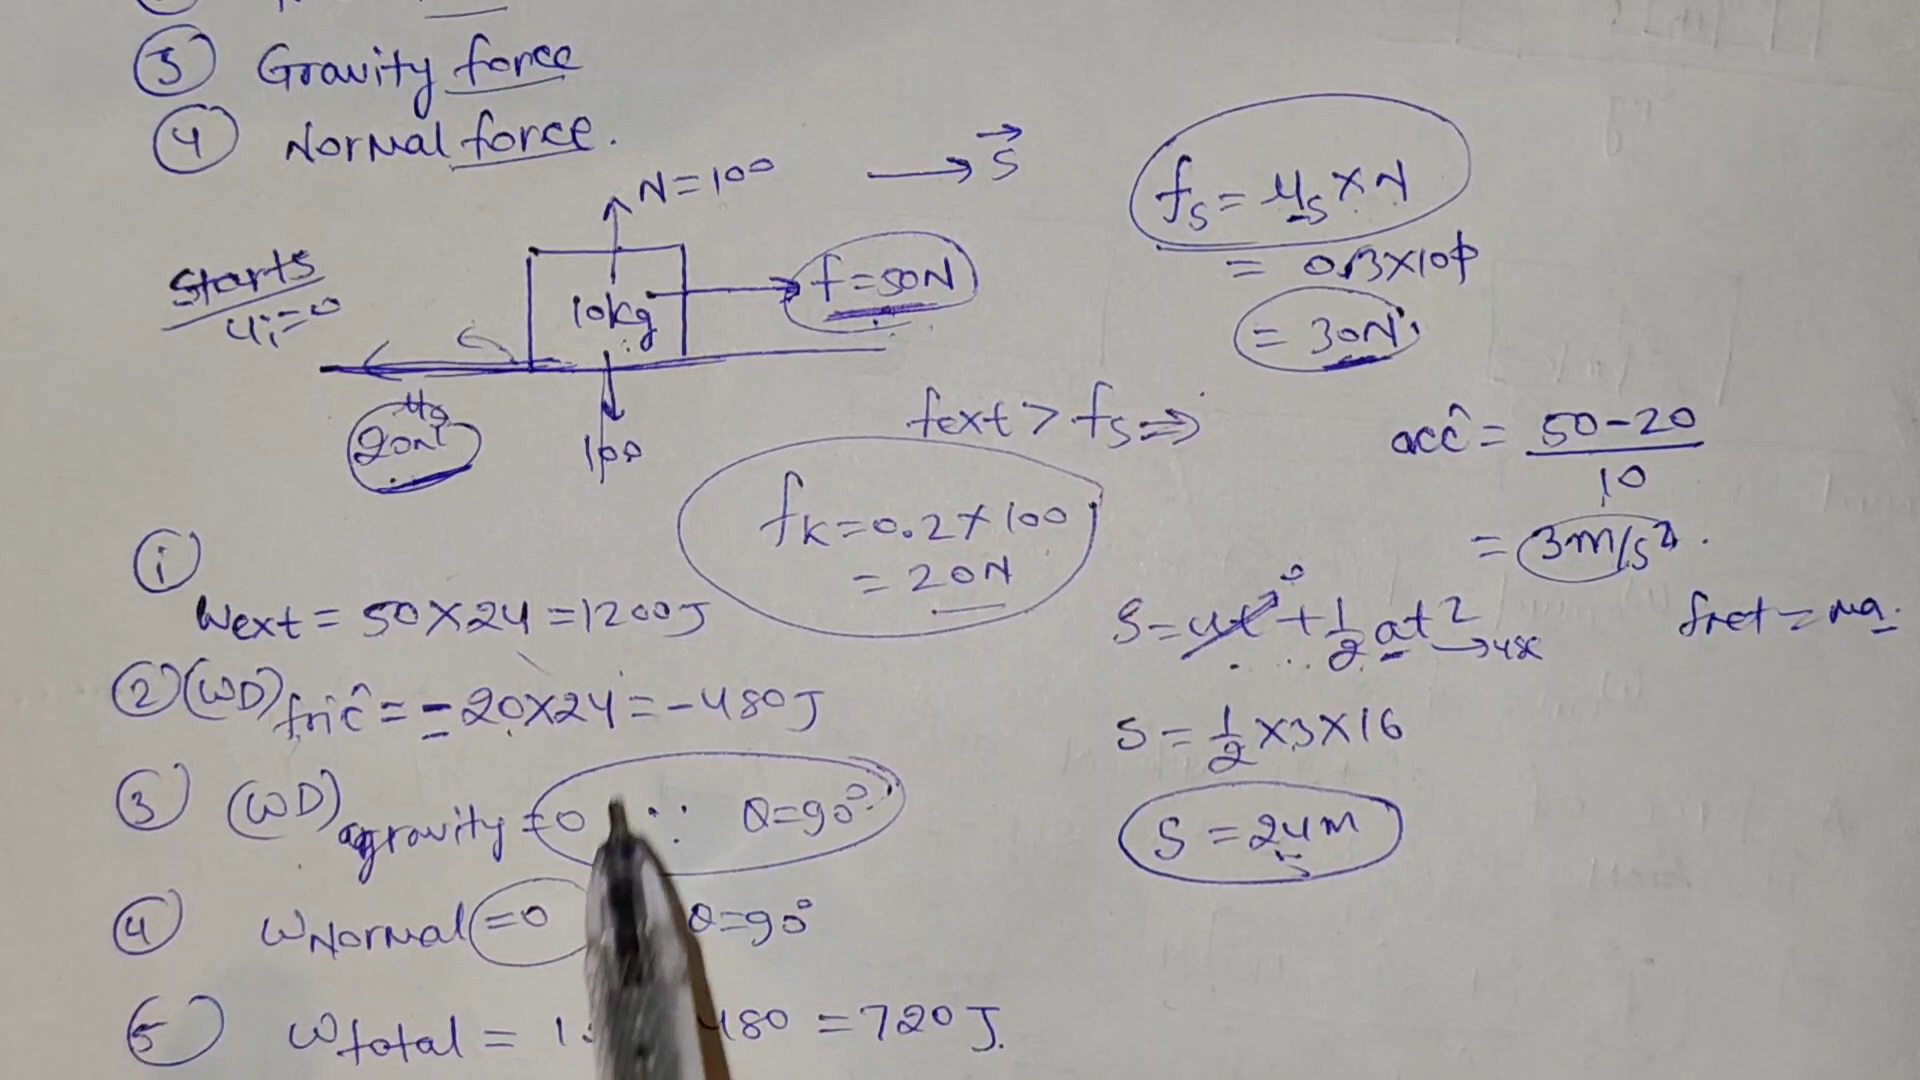 ③ Gravity force
④ Normal force.
N=100
→ S
fs = μs × N
= 0.3×100
= 30N
Starts
ui=0
10kg
f=50N
20N
100
fext > fs ⇒
fK=0.2×100
= 20N
acc^ = 50-20
10
= 3m/s².
①
Wext = 50×24 = 1200J
S=ut+½at² → 4s
0
fnet = ma.
② (WD) fric^ = -20×24 = -480J
S = ½×3×16
③ (WD) gravity = 0 ∵ θ=90°
S = 24m
④ WNormal = 0 θ=90°
⑤ Wtotal = 480 = 720J.